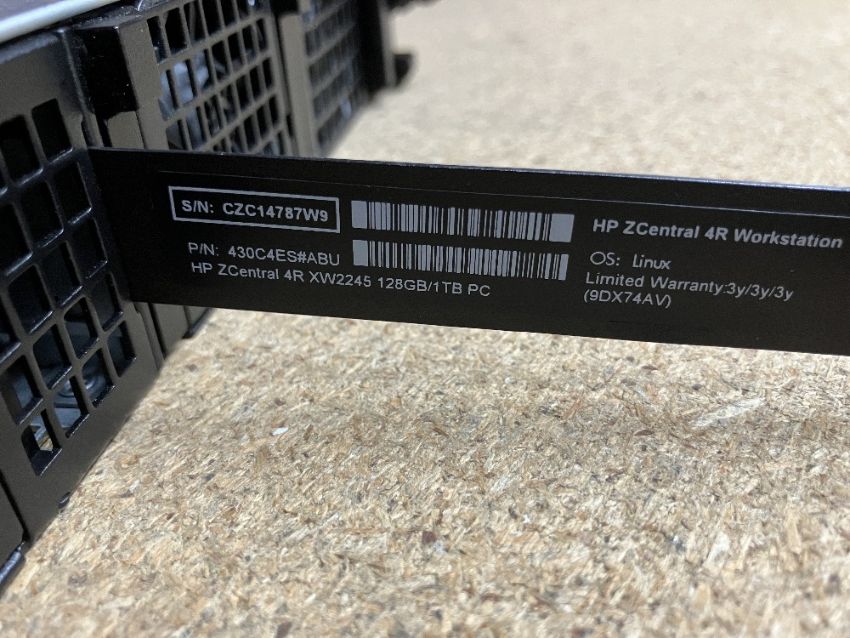 S/N: CZC14787W9
P/N: 430C4ES#ABU
HP ZCentral 4R XW2245 128GB/1TB PC
HP ZCentral 4R Workstation
OS: Linux
Limited Warranty:3y/3y/3y
(9DX74AV)